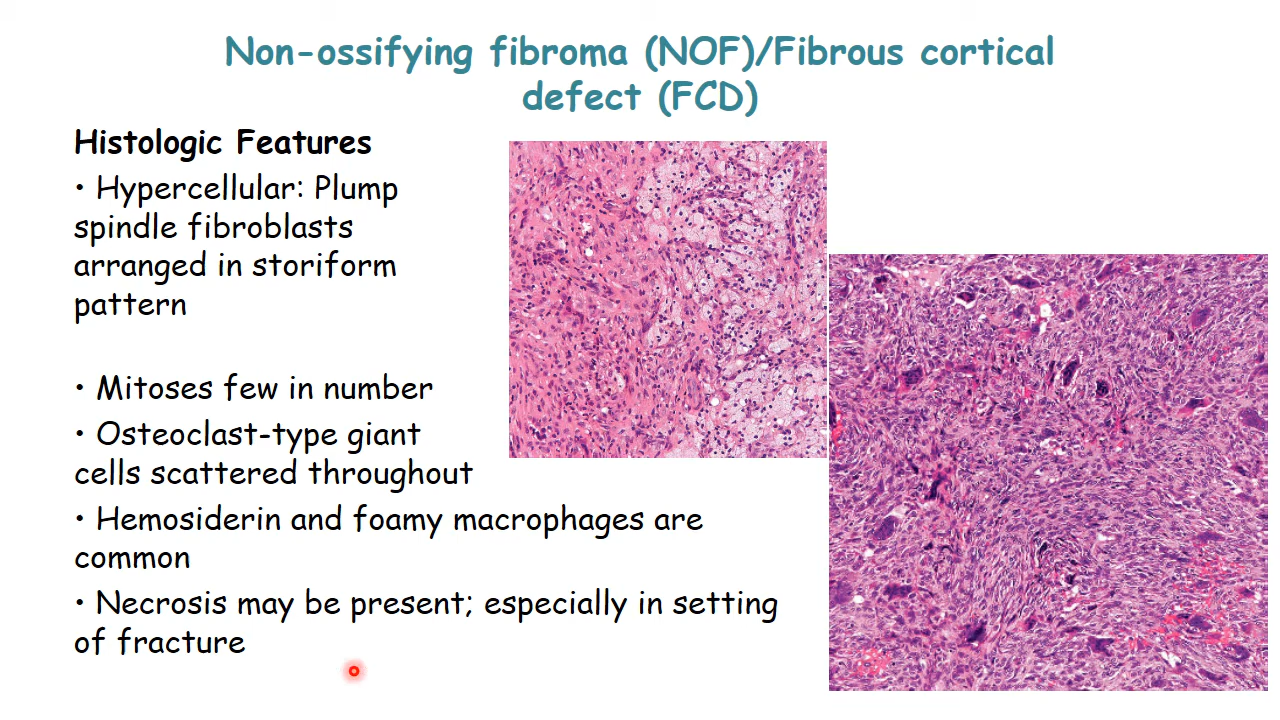 Non-ossifying fibroma (NOF)/Fibrous cortical
defect (FCD)
Histologic Features
• Hypercellular: Plump
spindle fibroblasts
arranged in storiform
pattern
• Mitoses few in number
• Osteoclast-type giant
cells scattered throughout
• Hemosiderin and foamy macrophages are
common
• Necrosis may be present; especially in setting
of fracture